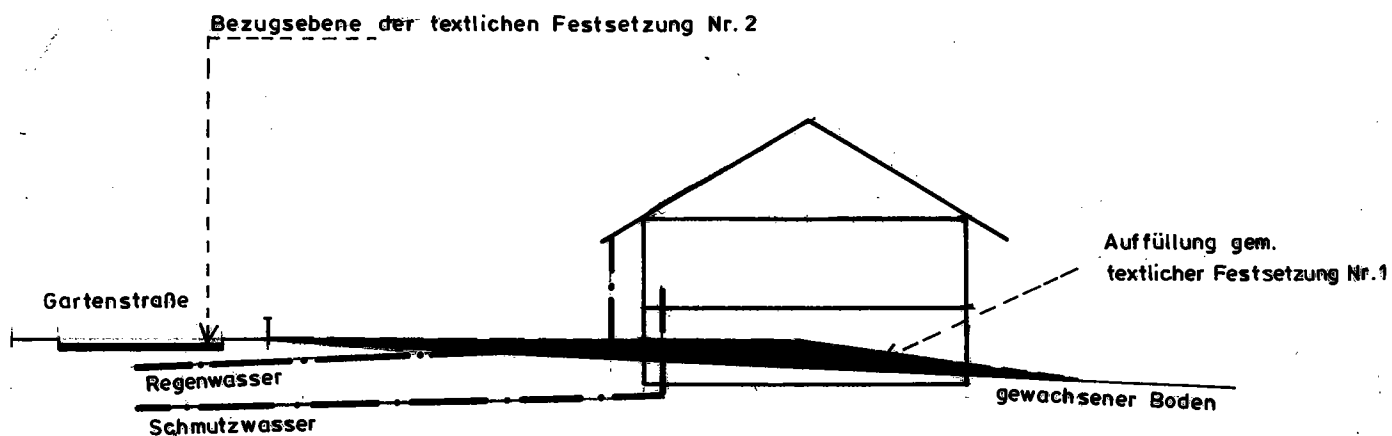 Bezugsebene der textlichen Festsetzung Nr. 2
Auffüllung gem.
textlicher Festsetzung Nr. 1
Gartenstraße
Regenwasser
gewachsener Boden
Schmutzwasser